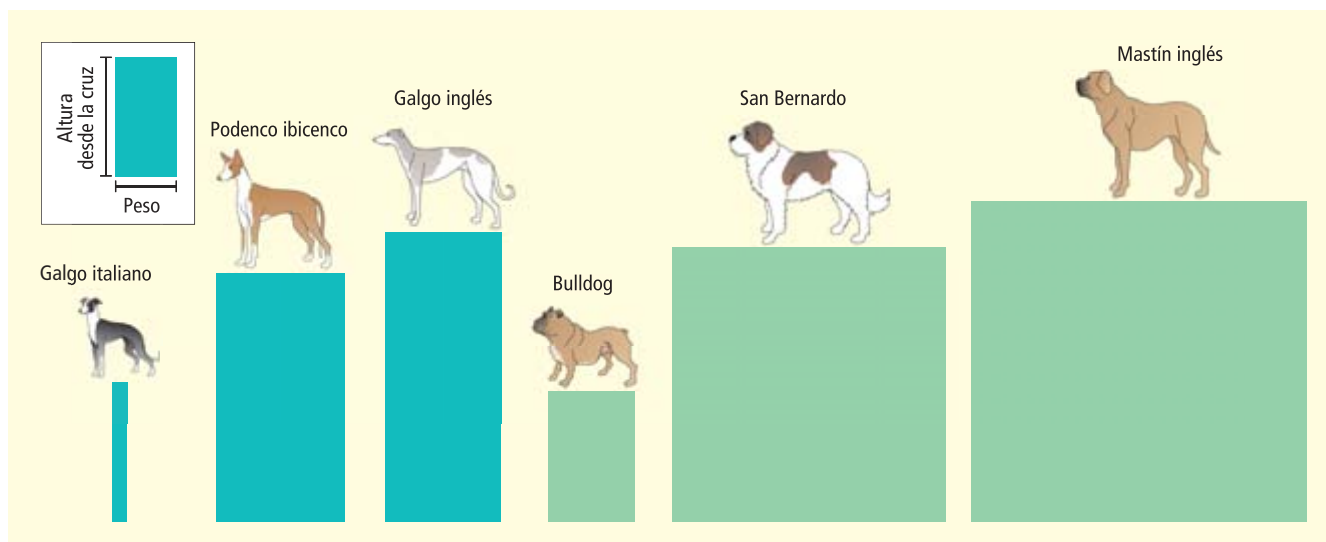 Altura
desde la cruz
Peso
Galgo italiano
Podenco ibicenco
Galgo inglés
Bulldog
San Bernardo
Mastín inglés